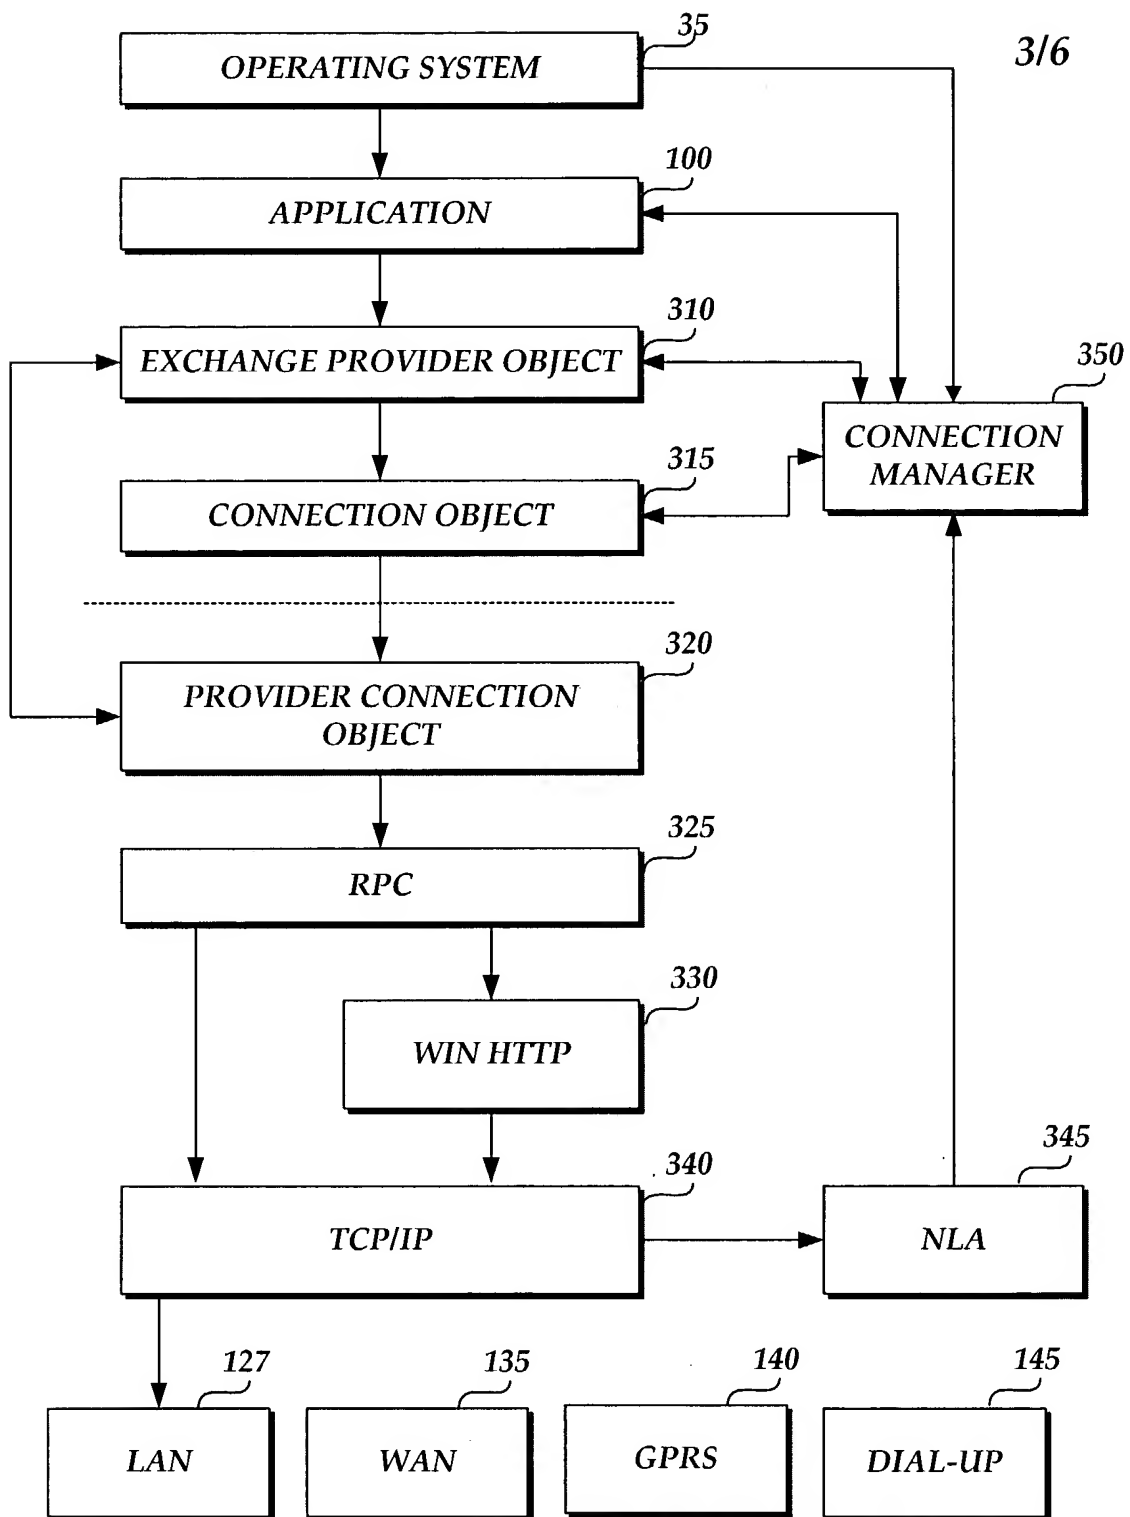 35
3/6
OPERATING SYSTEM
100
APPLICATION
310
EXCHANGE PROVIDER OBJECT
350
CONNECTION
MANAGER
315
CONNECTION OBJECT
320
PROVIDER CONNECTION
OBJECT
325
RPC
330
WIN HTTP
345
340
TCP/IP
NLA
127
135
140
145
LAN
WAN
GPRS
DIAL-UP